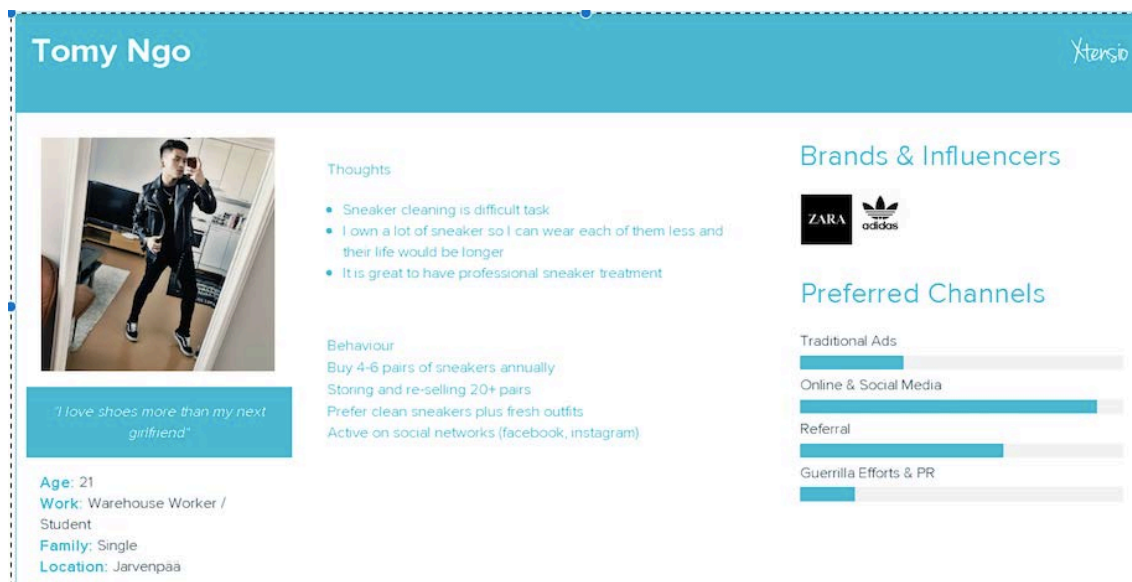 Tomy Ngo
Xtensio
"I love shoes more than my next
girlfriend"
Age: 21
Work: Warehouse Worker /
Student
Family: Single
Location: Jarvenpaa
Thoughts
• Sneaker cleaning is difficult task
• I own a lot of sneaker so I can wear each of them less and
their life would be longer
• It is great to have professional sneaker treatment
Behaviour
Buy 4-6 pairs of sneakers annually
Storing and re-selling 20+ pairs
Prefer clean sneakers plus fresh outfits
Active on social networks (facebook, instagram)
Brands & Influencers
ZARA
adidas
Preferred Channels
Traditional Ads
Online & Social Media
Referral
Guerrilla Efforts & PR